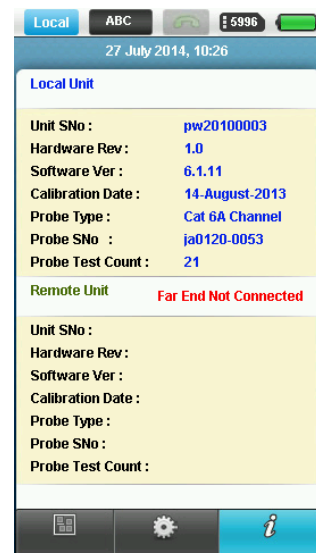 Local ABC 5996
27 July 2014, 10:26
Local Unit
Unit SNo : pw20100003
Hardware Rev : 1.0
Software Ver : 6.1.11
Calibration Date : 14-August-2013
Probe Type : Cat 6A Channel
Probe SNo : ja0120-0053
Probe Test Count : 21
Remote Unit Far End Not Connected
Unit SNo :
Hardware Rev :
Software Ver :
Calibration Date :
Probe Type :
Probe SNo :
Probe Test Count :
i